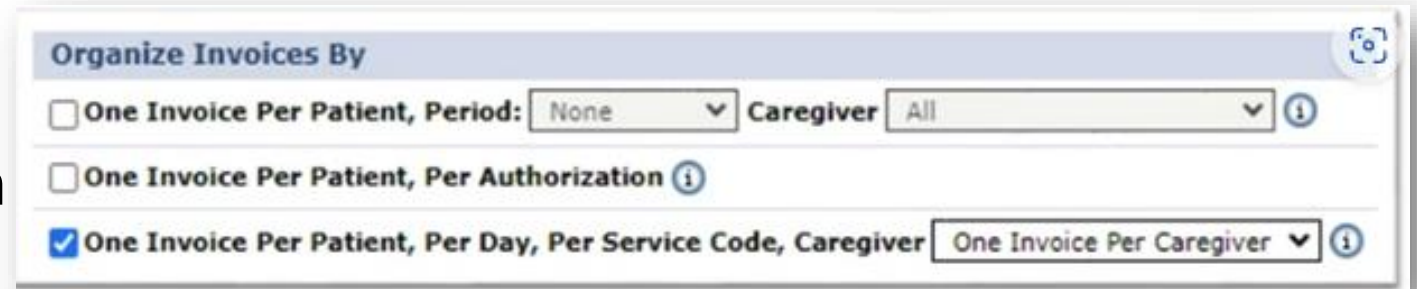 Organize Invoices By
One Invoice Per Patient, Period: None Caregiver All
n
One Invoice Per Patient, Per Authorization
One Invoice Per Patient, Per Day, Per Service Code, Caregiver One Invoice Per Caregiver